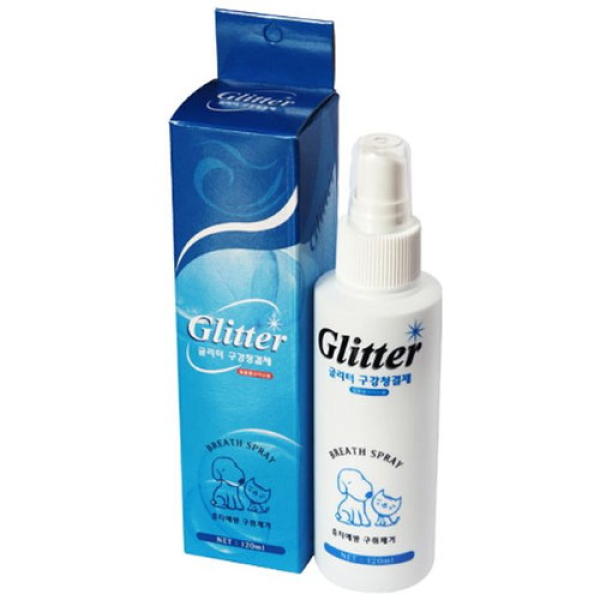 Glitter
Glitter
글리터 구강청결제
BREATH SPRAY
충치예방 구취제거
NET : 120ml
Glitter
글리터 구강청결제
BREATH SPRAY
충치예방 구취제거
NET : 120ml